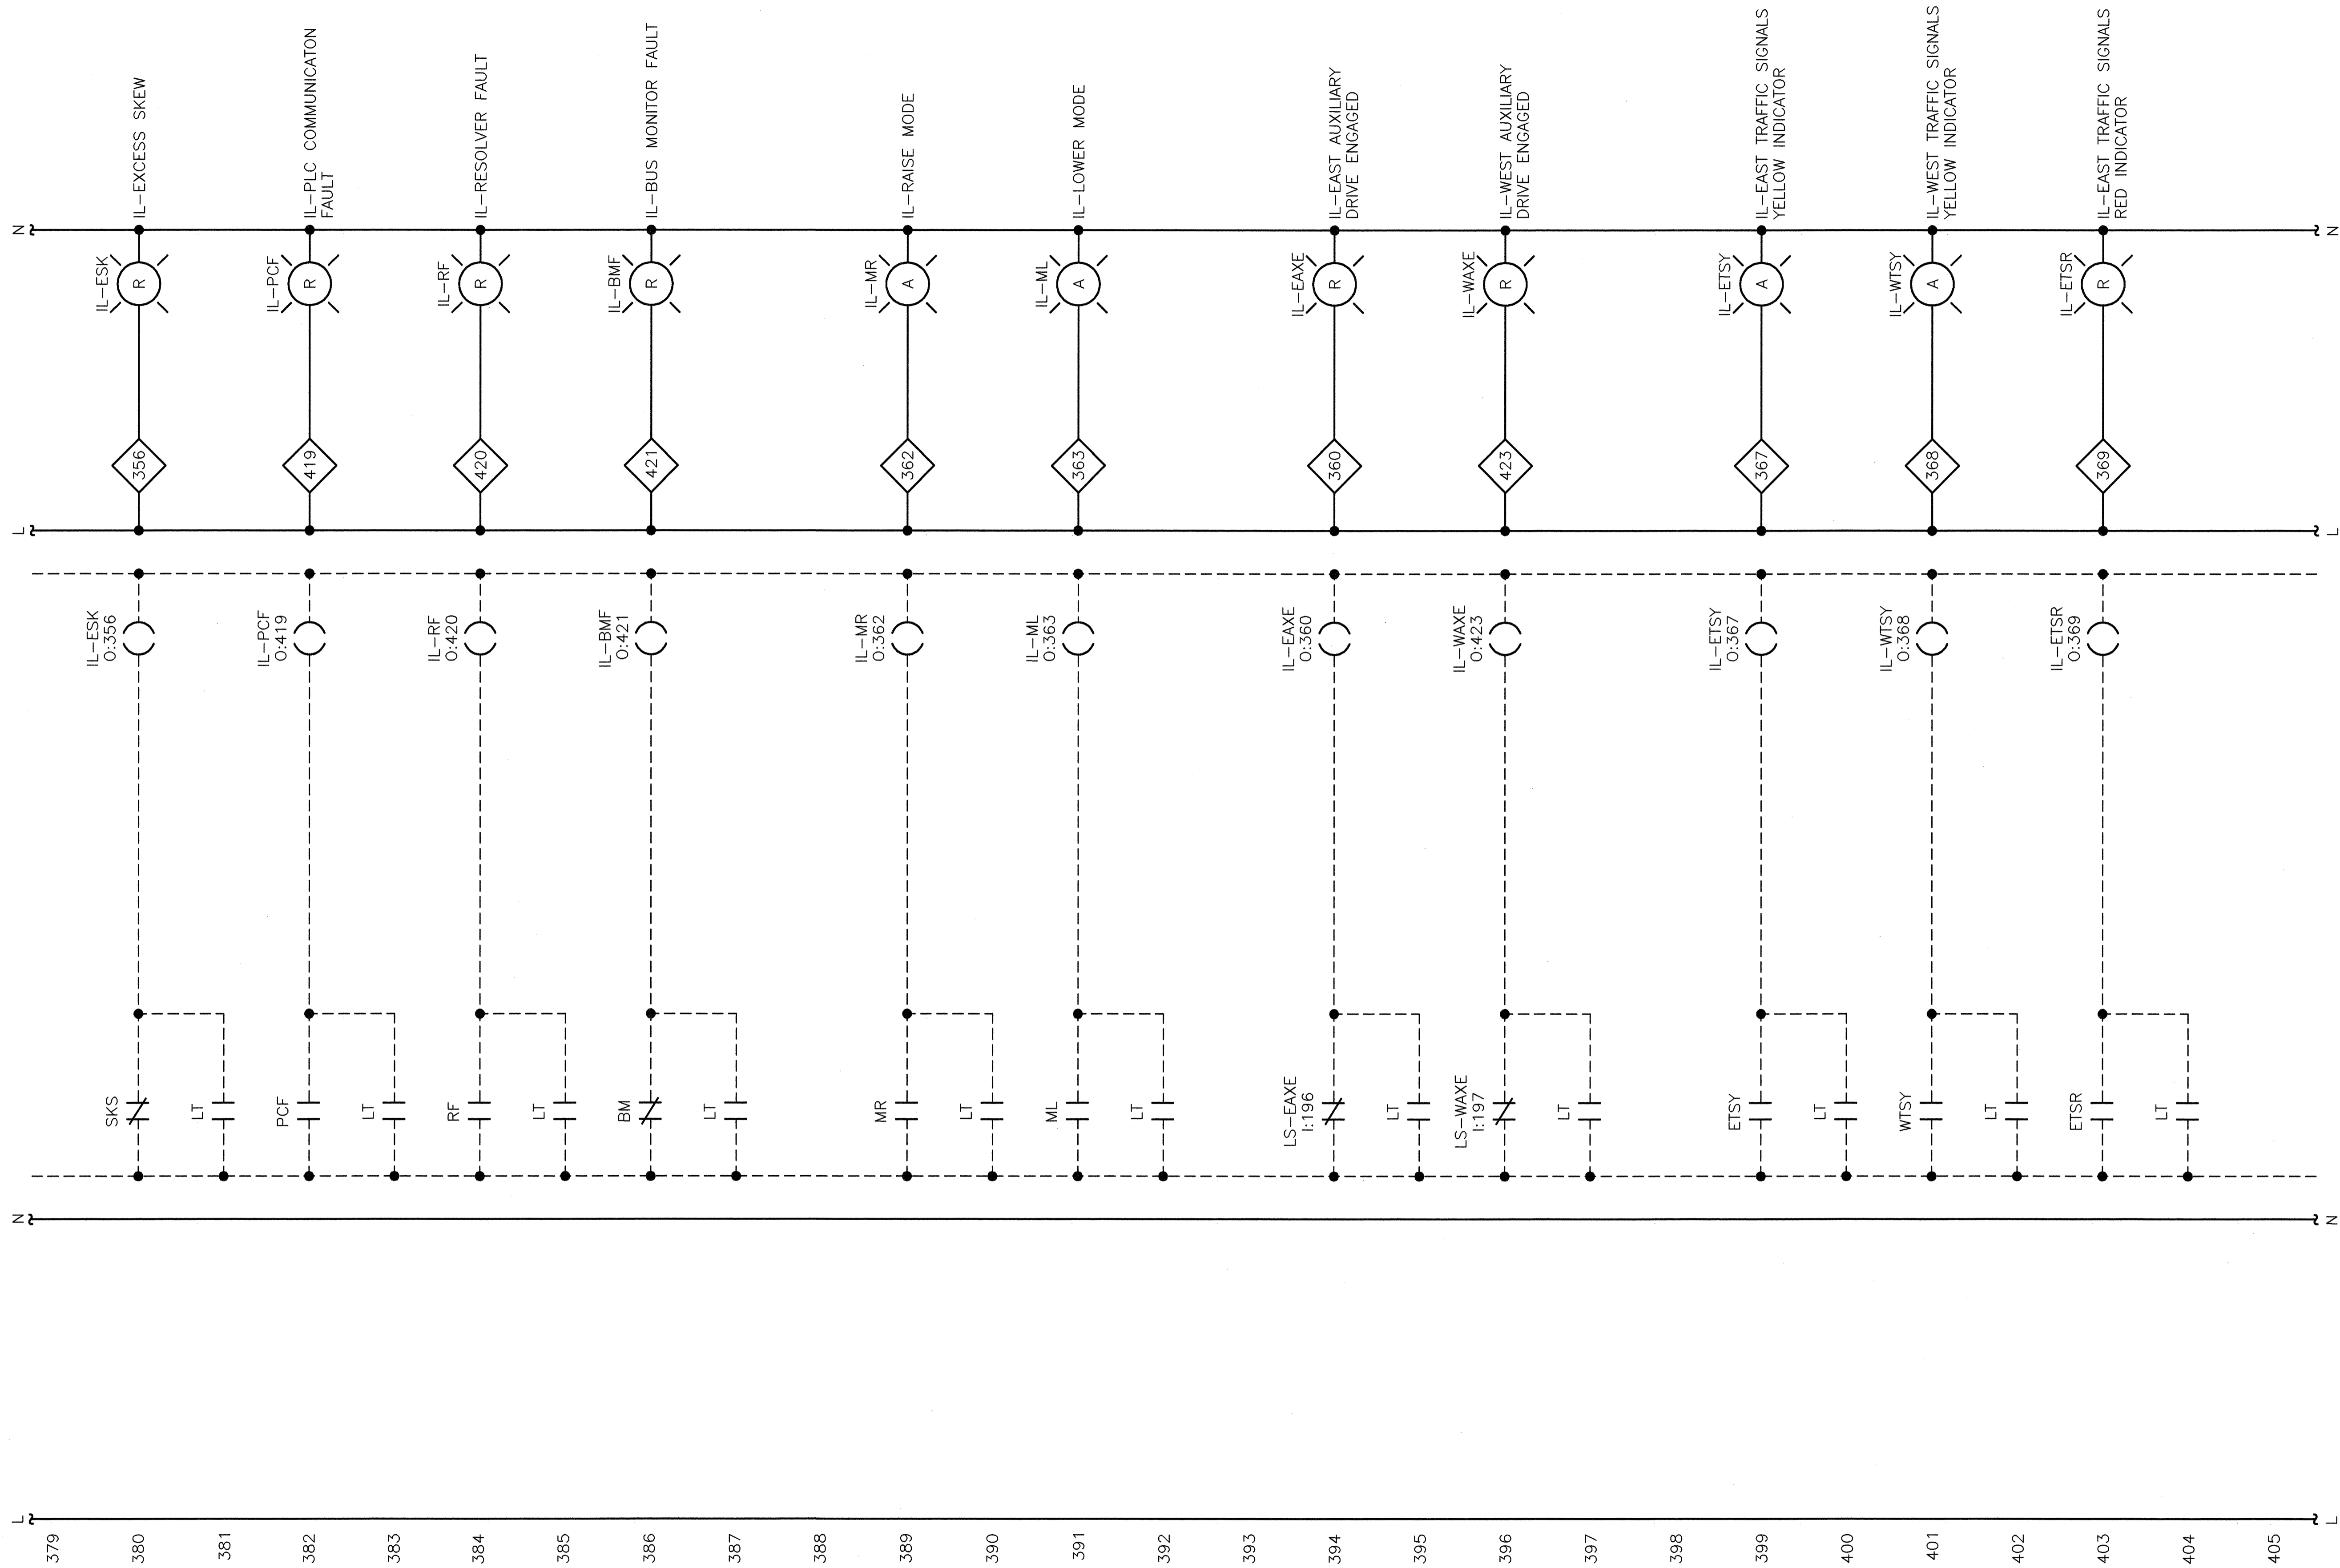 L N N L N
379
380 SKS IL-ESK O:356 356 IL-ESK R IL-EXCESS SKEW
381 LT
382 PCF IL-PCF O:419 419 IL-PCF R IL-PLC COMMUNICATON
FAULT
383 LT
384 RF IL-RF O:420 420 IL-RF R IL-RESOLVER FAULT
385 LT
386 BM IL-BMF O:421 421 IL-BMF R IL-BUS MONITOR FAULT
387 LT
388
389 MR IL-MR O:362 362 IL-MR A IL-RAISE MODE
390 LT
391 ML IL-ML O:363 363 IL-ML A IL-LOWER MODE
392 LT
393
394 LS-EAXE I:196 IL-EAXE O:360 360 IL-EAXE R IL-EAST AUXILIARY
DRIVE ENGAGED
395 LT
396 LS-WAXE I:197 IL-WAXE O:423 423 IL-WAXE R IL-WEST AUXILIARY
DRIVE ENGAGED
397 LT
398
399 ETSY IL-ETSY O:367 367 IL-ETSY A IL-EAST TRAFFIC SIGNALS
YELLOW INDICATOR
400 LT
401 WTSY IL-WTSY O:368 368 IL-WTSY A IL-WEST TRAFFIC SIGNALS
YELLOW INDICATOR
402 LT
403 ETSR IL-ETSR O:369 369 IL-ETSR R IL-EAST TRAFFIC SIGNALS
RED INDICATOR
404 LT
405
L N L N